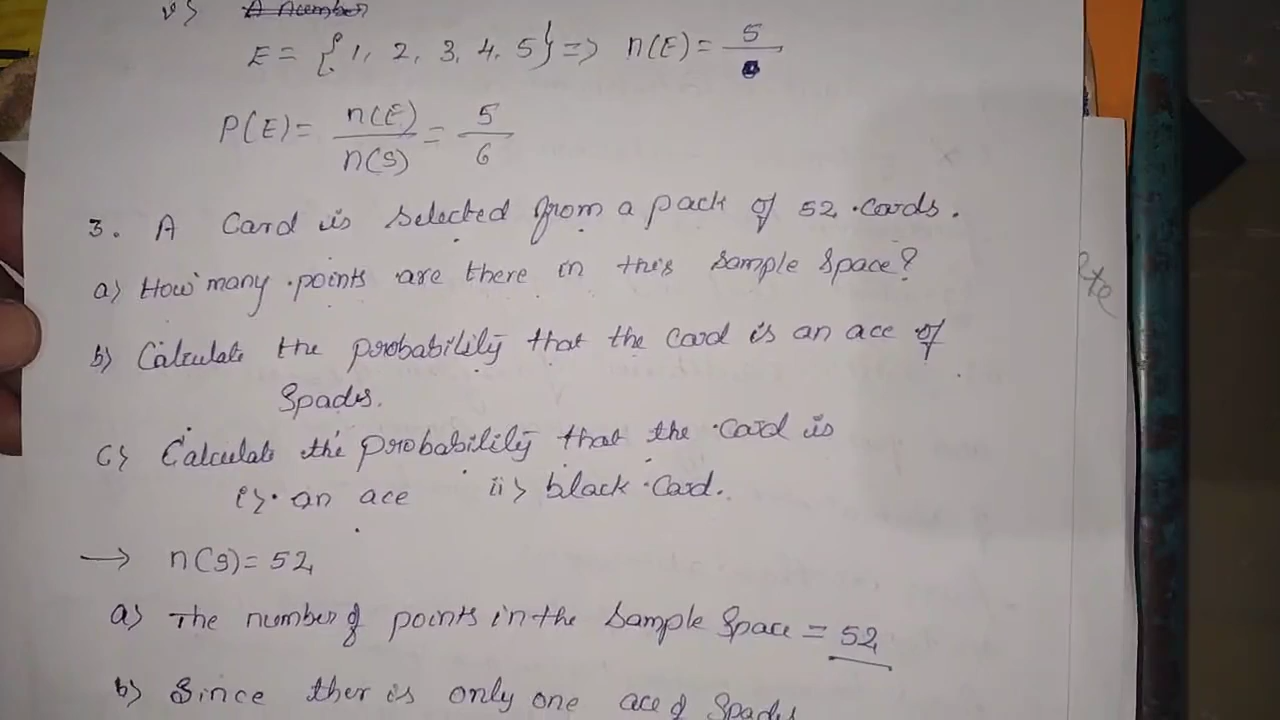 v)
E = {1, 2, 3, 4, 5} => n(E) = 5
P(E) = n(E)/n(S) = 5/6
3. A Card is selected from a pack of 52 cards.
a) How many points are there in this sample space?
b) Calculate the probability that the card is an ace of
Spades.
c) Calculate the probability that the card is
i) an ace ii) black card.
→ n(S) = 52
a) The number of points in the sample space = 52
b) Since ther is only one ace of spades